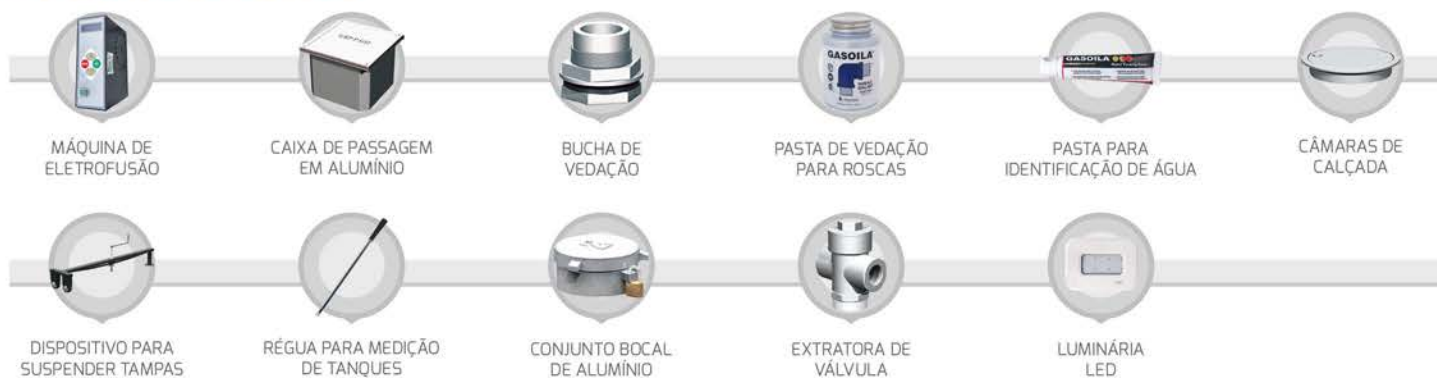 MÁQUINA DE
ELETROFUSÃO
CAIXA DE PASSAGEM
EM ALUMÍNIO
GASOILA
BUCHA DE
VEDAÇÃO
PASTA DE VEDAÇÃO
PARA ROSCAS
GASOILA
PASTA PARA
IDENTIFICAÇÃO DE ÁGUA
CÂMARAS DE
CALÇADA
DISPOSITIVO PARA
SUSPENDER TAMPAS
RÉGUA PARA MEDIÇÃO
DE TANQUES
CONJUNTO BOCAL
DE ALUMÍNIO
EXTRATORA DE
VÁLVULA
LUMINÁRIA
LED